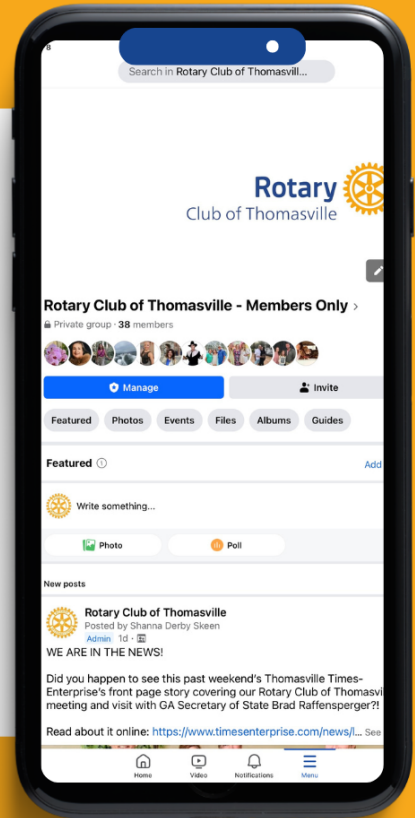 8
Search in Rotary Club of Thomasvill...
Rotary
Club of Thomasville
Rotary Club of Thomasville - Members Only >
Private group · 38 members
Manage
Invite
Featured Photos Events Files Albums Guides
Featured
Add
Write something...
Photo
Poll
New posts
Rotary Club of Thomasville
Posted by Shanna Derby Skeen
Admin 1d ·
WE ARE IN THE NEWS!
Did you happen to see this past weekend's Thomasville Times-
Enterprise's front page story covering our Rotary Club of Thomasvi
meeting and visit with GA Secretary of State Brad Raffensperger?!
Read about it online: https://www.timesenterprise.com/news/l... See
Home Video Notifications Menu